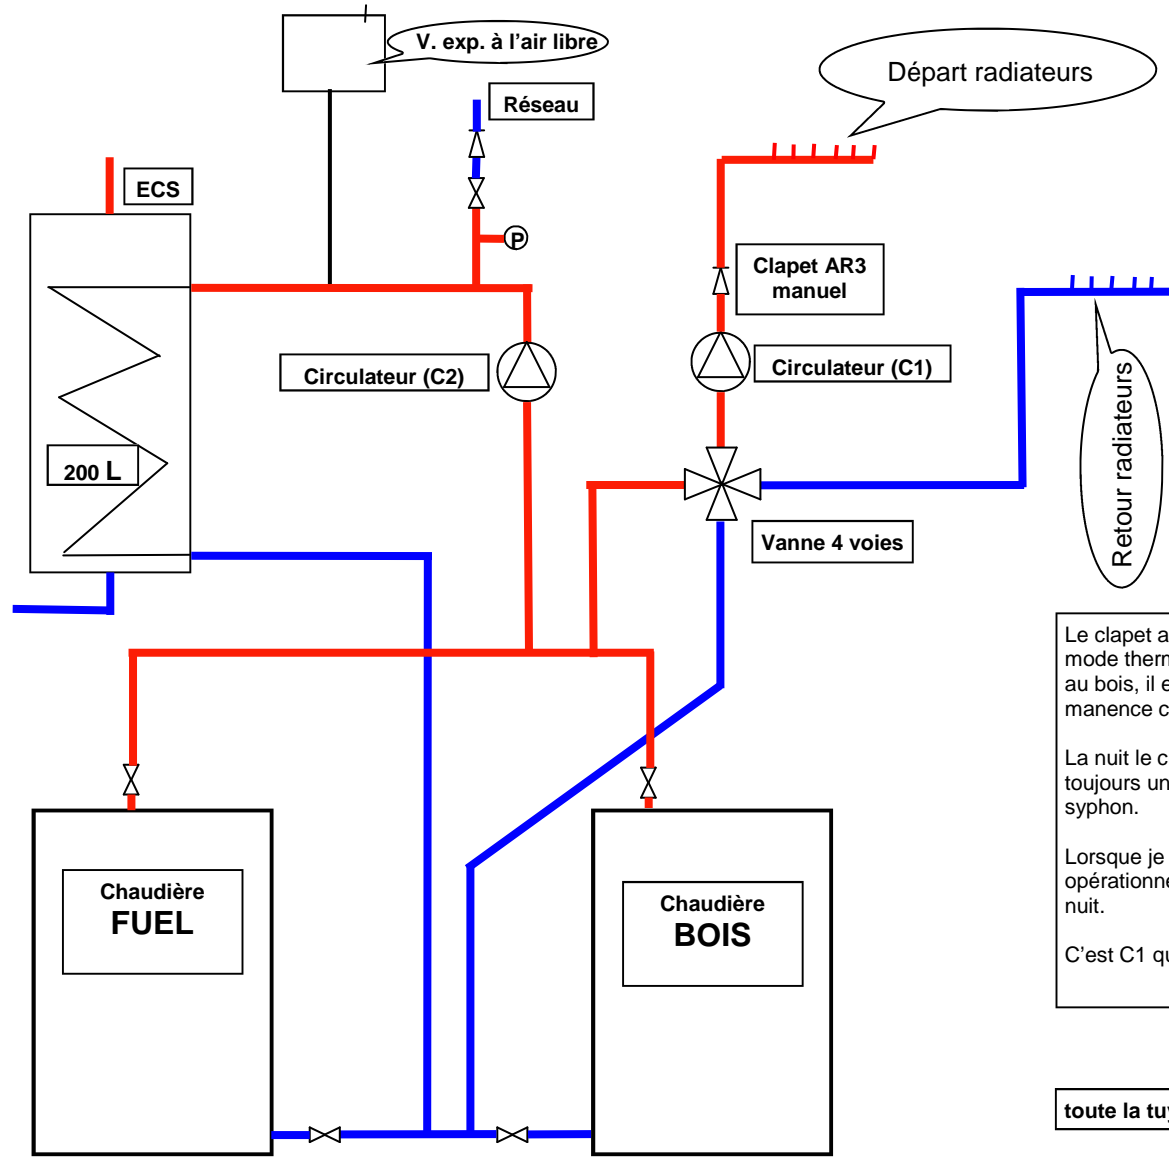 V. exp. à l'air libre
Départ radiateurs
Réseau
ECS
P
Clapet AR3
manuel
Circulateur (C2)
Circulateur (C1)
Retour radiateurs
200 L
Vanne 4 voies
Le clapet a
mode therm
au bois, il e
manence c
La nuit le c
toujours un
syphon.
Lorsque je
opérationne
nuit.
C'est C1 qu
Chaudière
FUEL
Chaudière
BOIS
toute la tuy